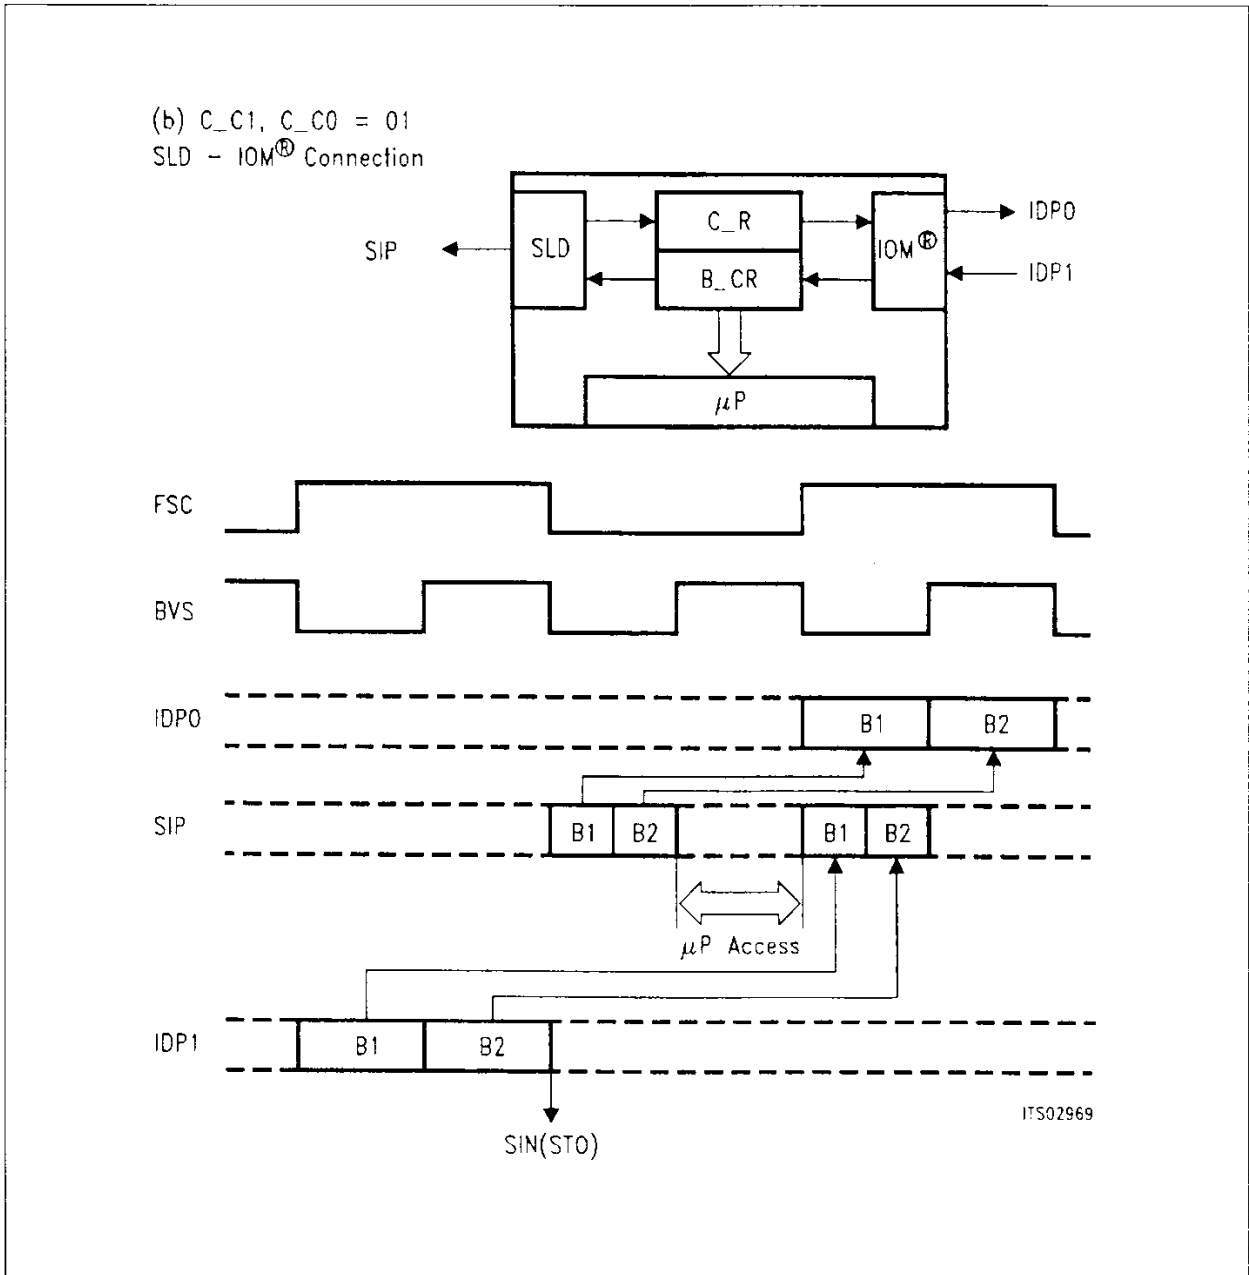 (b) C_C1, C_C0 = 01
SLD - IOM® Connection
SIP
SLD
C_R
B_CR
IOM®
IDP0
IDP1
μP
FSC
BVS
IDP0
B1 B2
SIP
B1 B2 B1 B2
μP Access
IDP1
B1 B2
ITS02969
SIN(STO)